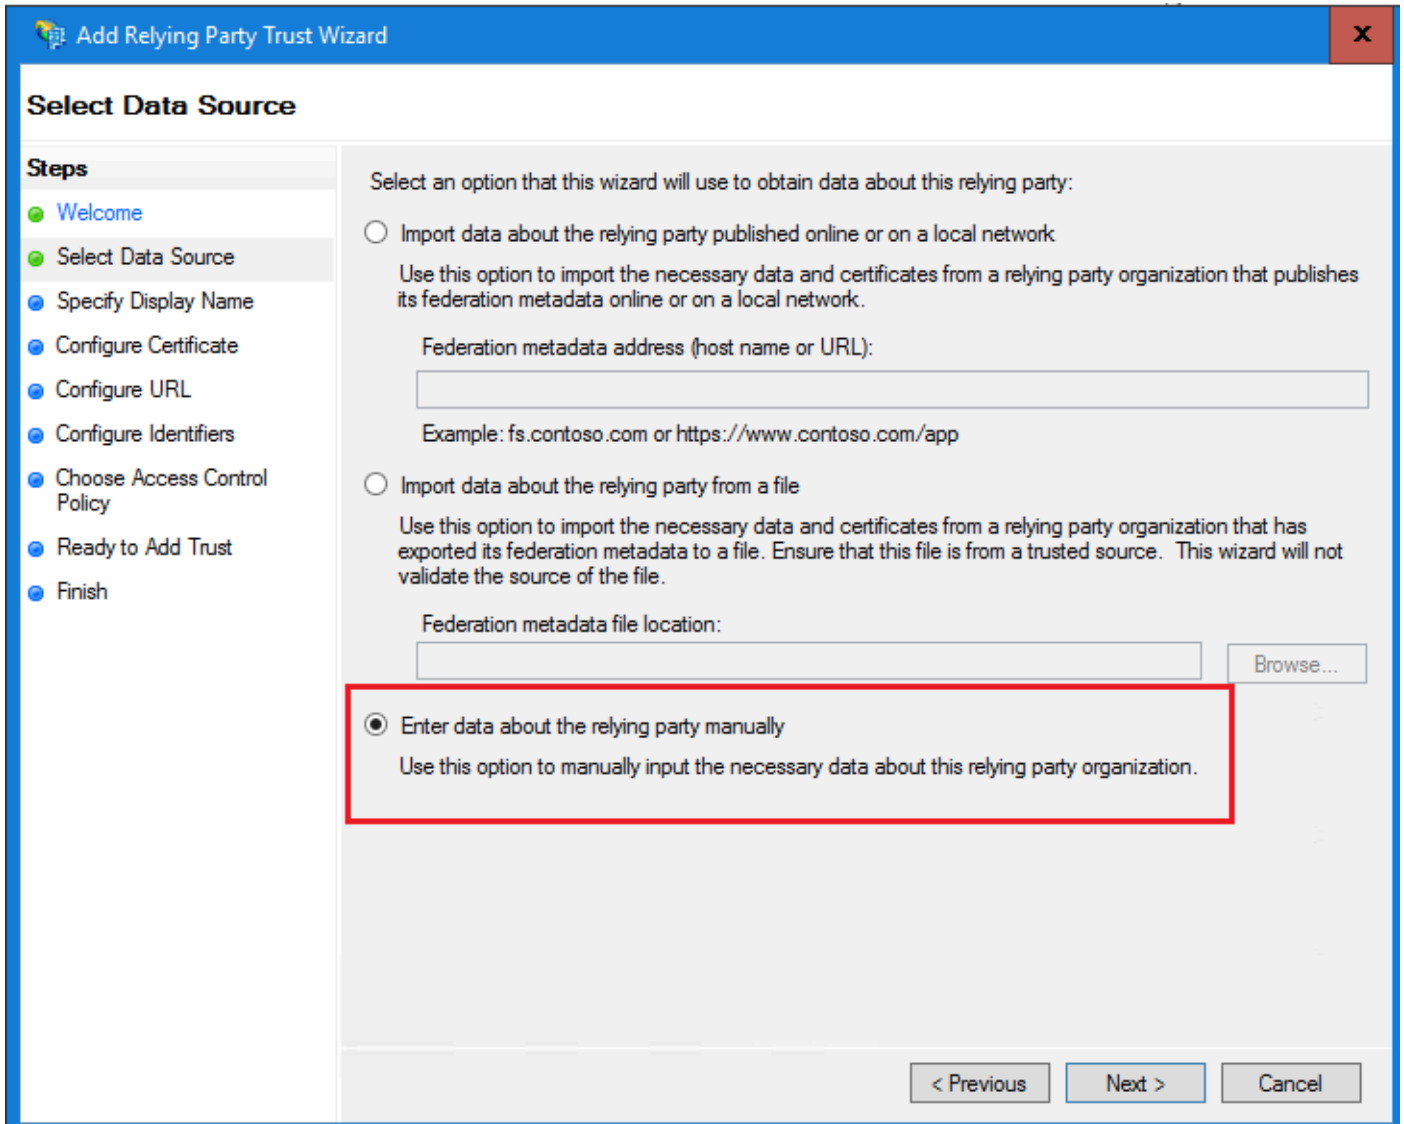 Add Relying Party Trust Wizard
x
Select Data Source
Steps
Welcome
Select Data Source
Specify Display Name
Configure Certificate
Configure URL
Configure Identifiers
Choose Access Control
Policy
Ready to Add Trust
Finish
Select an option that this wizard will use to obtain data about this relying party:
Import data about the relying party published online or on a local network
Use this option to import the necessary data and certificates from a relying party organization that publishes
its federation metadata online or on a local network.
Federation metadata address (host name or URL):
Example: fs.contoso.com or https://www.contoso.com/app
Import data about the relying party from a file
Use this option to import the necessary data and certificates from a relying party organization that has
exported its federation metadata to a file. Ensure that this file is from a trusted source.  This wizard will not
validate the source of the file.
Federation metadata file location:
Browse...
Enter data about the relying party manually
Use this option to manually input the necessary data about this relying party organization.
< Previous
Next >
Cancel